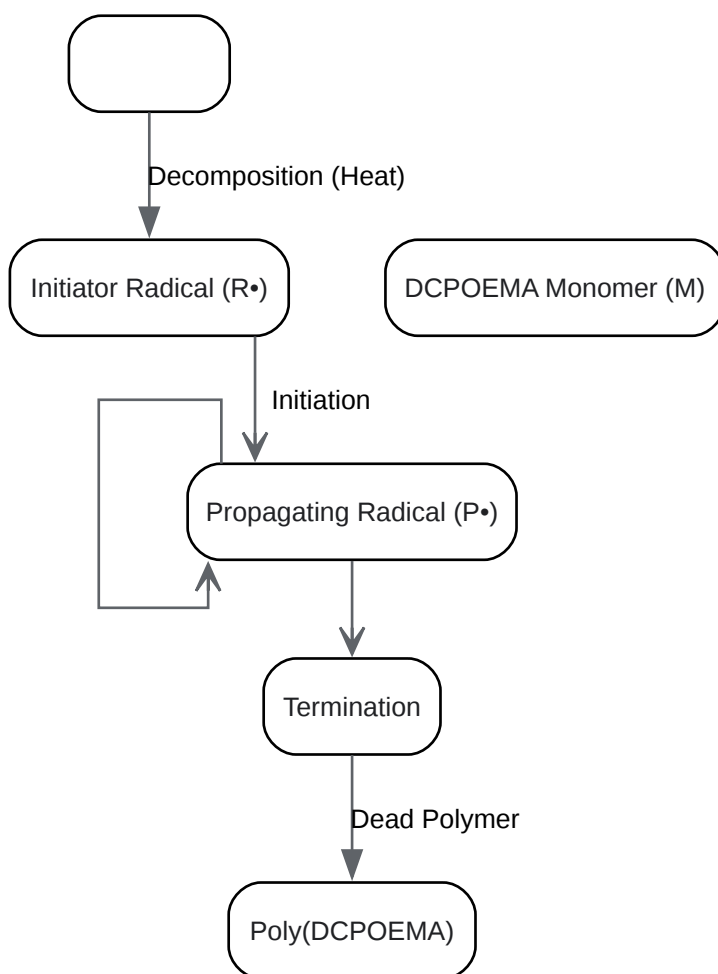 Decomposition (Heat)
Initiator Radical (R•)
DCPOEMA Monomer (M)
Initiation
Propagating Radical (P•)
Termination
Dead Polymer
Poly(DCPOEMA)